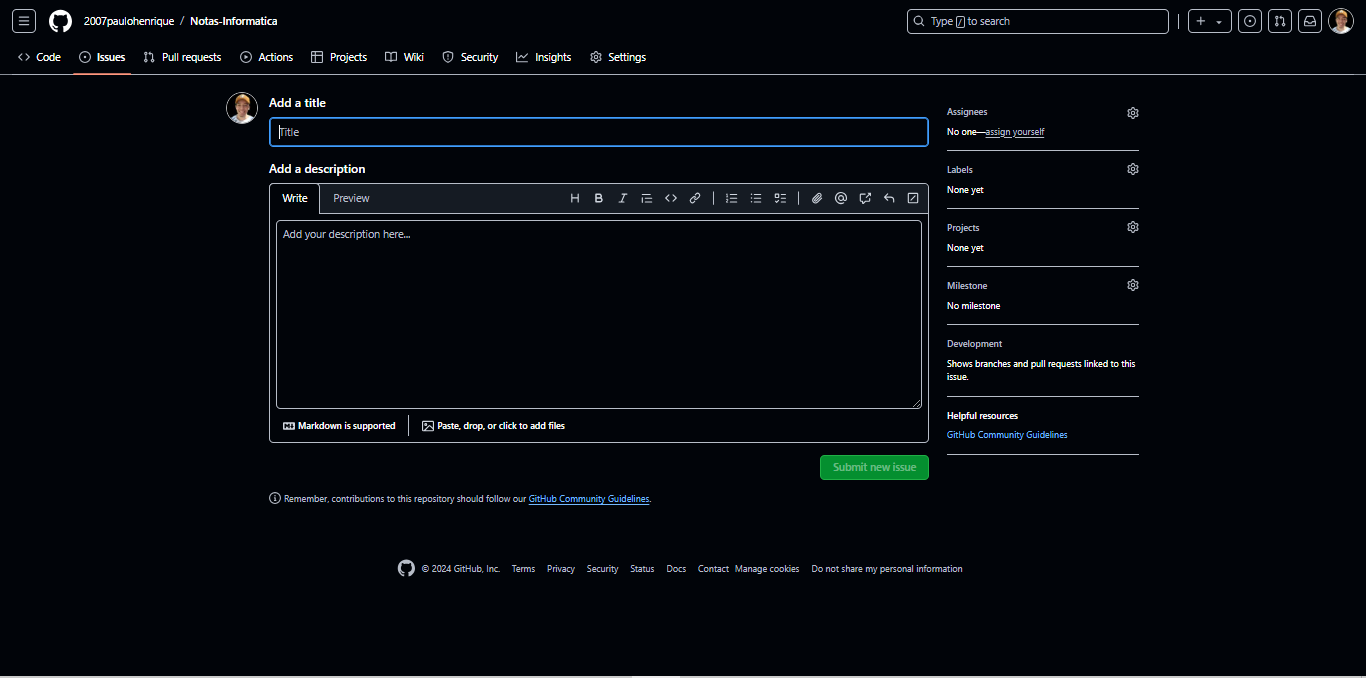 2007paulohenrique / Notas-Informatica
Type / to search
Code Issues Pull requests Actions Projects Wiki Security Insights Settings
Add a title
Title
Add a description
Write Preview
Add your description here...
Markdown is supported
Paste, drop, or click to add files
Submit new issue
Remember, contributions to this repository should follow our GitHub Community Guidelines.
Assignees
No one—assign yourself
Labels
None yet
Projects
None yet
Milestone
No milestone
Development
Shows branches and pull requests linked to this
issue.
Helpful resources
GitHub Community Guidelines
© 2024 GitHub, Inc. Terms Privacy Security Status Docs Contact Manage cookies Do not share my personal information